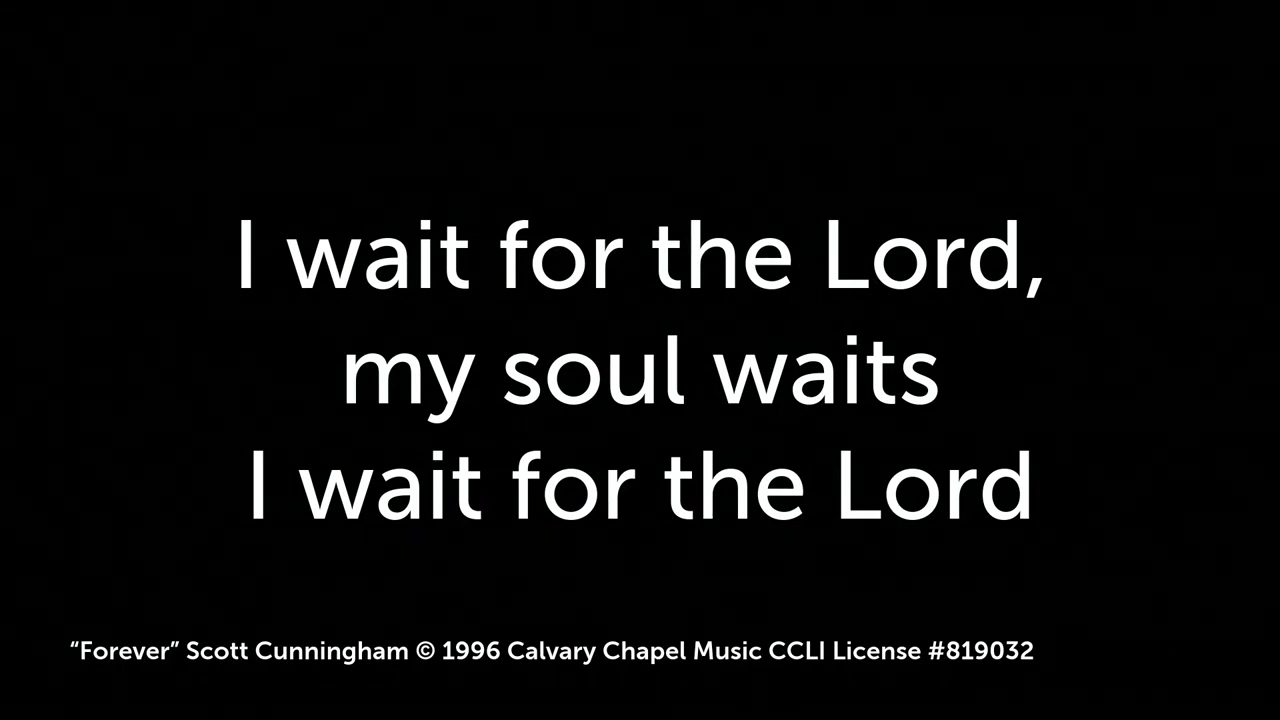 I wait for the Lord,
my soul waits
I wait for the Lord
“Forever” Scott Cunningham © 1996 Calvary Chapel Music CCLI License #819032